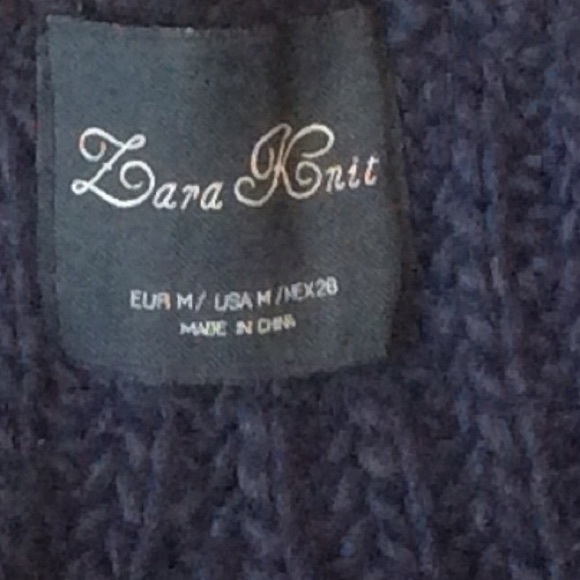 Zara Knit
EUR M / USA M / MEX 28
MADE IN CHINA